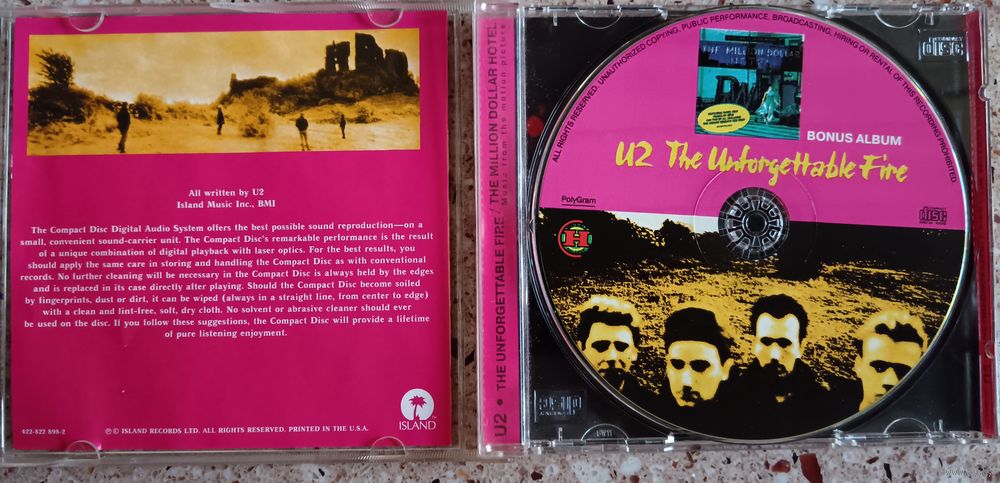 All written by U2
Island Music Inc., BMI
The Compact Disc Digital Audio System offers the best possible sound reproduction—on a
small, convenient sound-carrier unit. The Compact Disc's remarkable performance is the result
of a unique combination of digital playback with laser optics. For the best results, you
should apply the same care in storing and handling the Compact Disc as with conventional
records. No further cleaning will be necessary in the Compact Disc is always held by the edges
and is replaced in its case directly after playing. Should the Compact Disc become soiled
by fingerprints, dust or dirt, it can be wiped (always in a straight line, from center to edge)
with a clean and lint-free, soft, dry cloth. No solvent or abrasive cleaner should ever
be used on the disc. If you follow these suggestions, the Compact Disc will provide a lifetime
of pure listening enjoyment.
ISLAND
422-822 898-2
℗ © ISLAND RECORDS LTD. ALL RIGHTS RESERVED. PRINTED IN THE U.S.A.
U2 • THE UNFORGETTABLE FIRE / THE MILLION DOLLAR HOTEL
Music from the motion picture
ALL RIGHTS RESERVED. UNAUTHORIZED COPYING, PUBLIC PERFORMANCE, BROADCASTING, HIRING OR RENTAL OF THIS RECORDING PROHIBITED
THE MILLION DOLLAR
HOTEL
BONUS ALBUM
U2 The Unforgettable Fire
PolyGram
H
COMPACT
disc
DIGITAL AUDIO
disc
disc